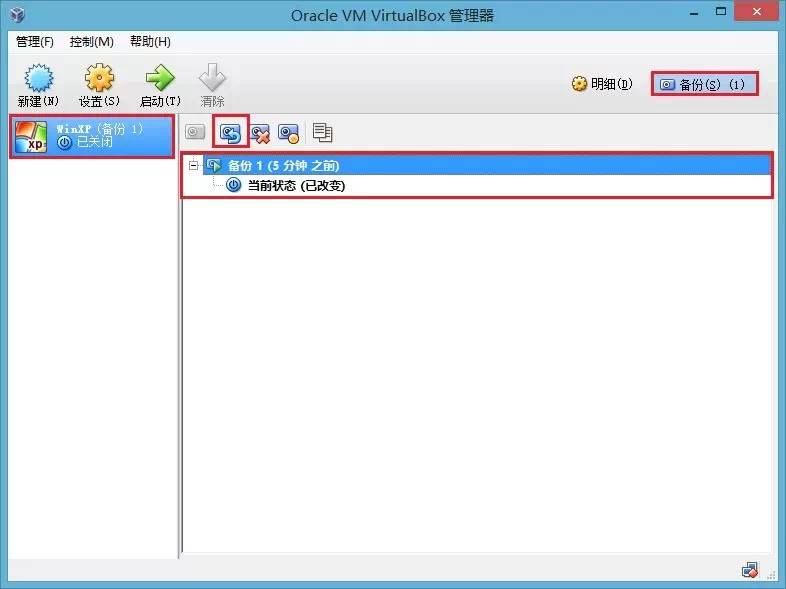 Oracle VM VirtualBox 管理器
管理(F) 控制(M) 帮助(H)
新建(N) 设置(S) 启动(T) 清除 明细(D) 备份(S) (1)
WinXP (备份 1)
已关闭
xp
备份 1 (5 分钟 之前)
当前状态 (已改变)